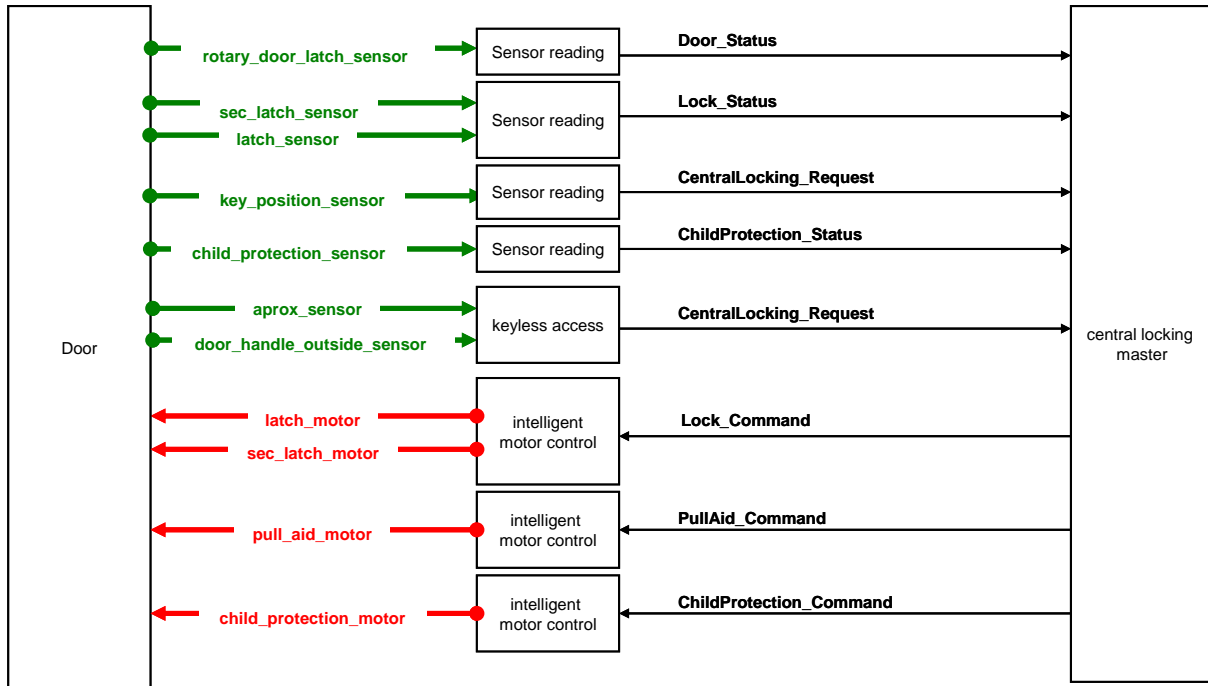 Door_Status
rotary_door_latch_sensor
Sensor reading
sec_latch_sensor
Lock_Status
latch_sensor
Sensor reading
key_position_sensor
Sensor reading
CentralLocking_Request
child_protection_sensor
Sensor reading
ChildProtection_Status
aprox_sensor
keyless access
CentralLocking_Request
door_handle_outside_sensor
Door
central locking
master
latch_motor
intelligent
motor control
Lock_Command
sec_latch_motor
pull_aid_motor
intelligent
motor control
PullAid_Command
child_protection_motor
intelligent
motor control
ChildProtection_Command